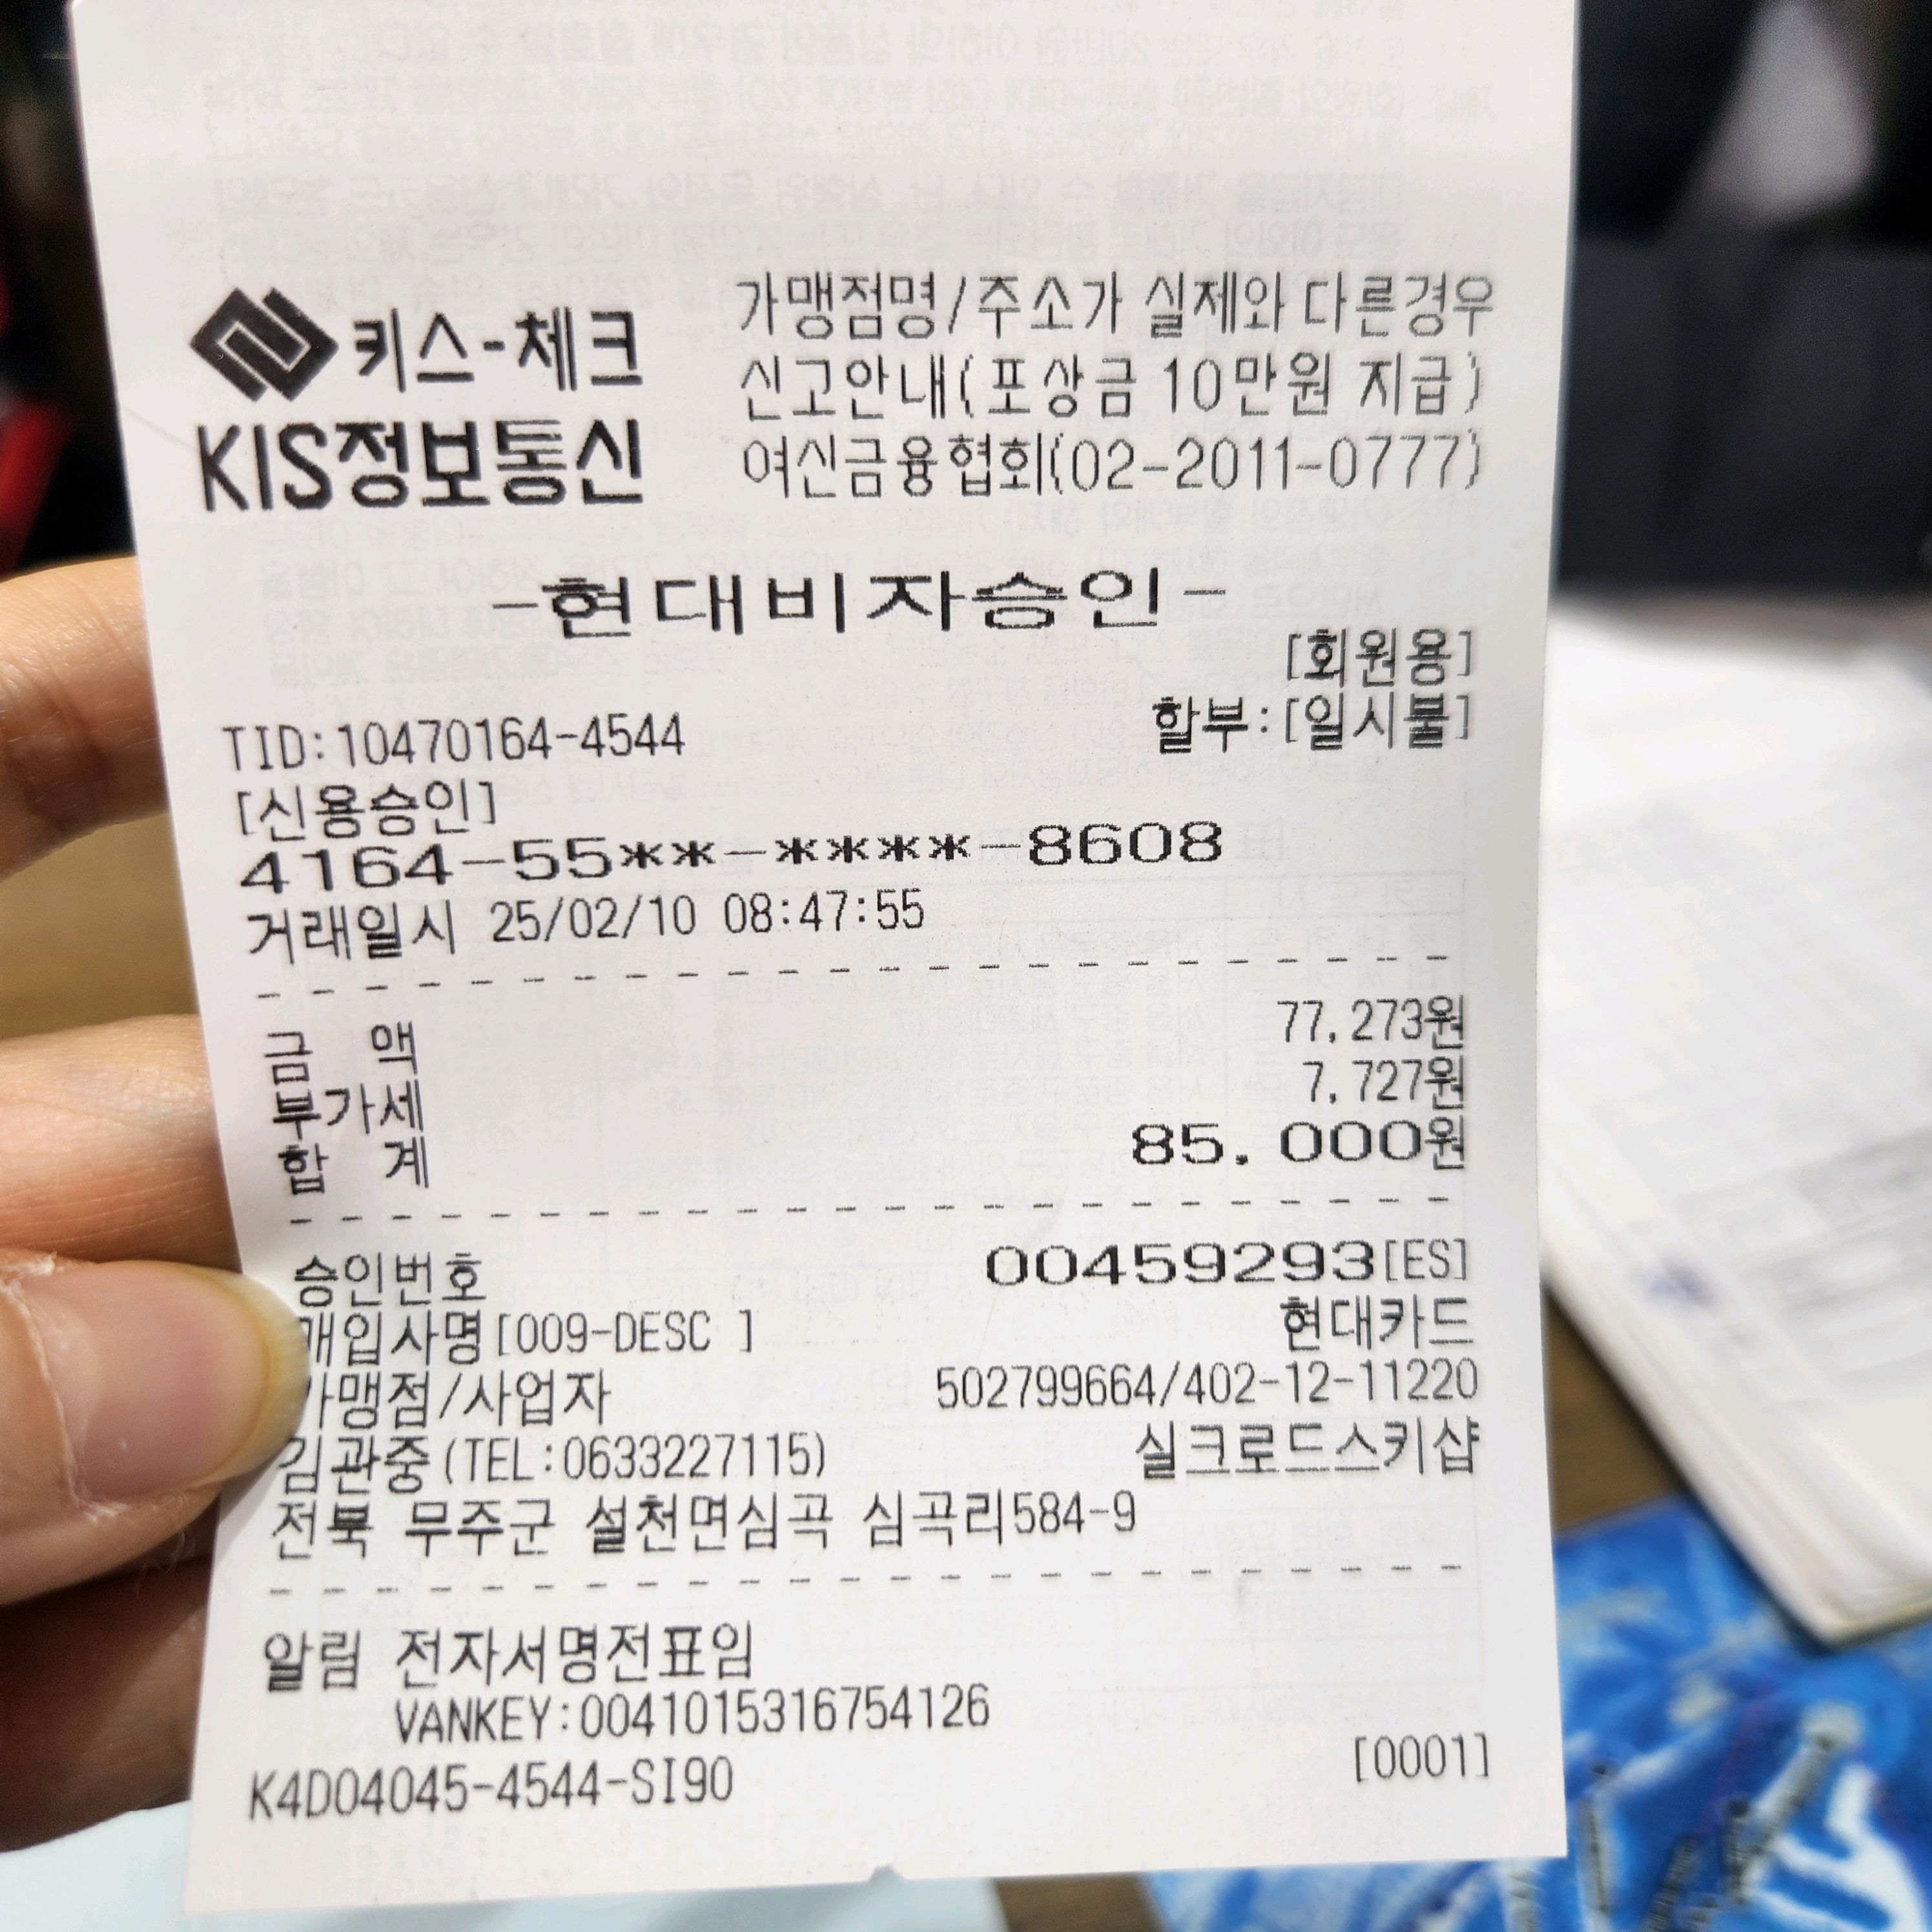 키스-체크
KIS정보통신
가맹점명/주소가 실제와 다른경우
신고안내(포상금 10만원 지급)
여신금융협회(02-2011-0777)
-현대비자승인-
[회원용]
TID:10470164-4544 할부:[일시불]
[신용승인]
4164-55**-****-8608
거래일시 25/02/10 08:47:55
금 액 77,273원
부가세 7,727원
합 계 85,000원
승인번호 00459293[ES]
매입사명[009-DESC ] 현대카드
가맹점/사업자 502799664/402-12-11220
김관중(TEL:0633227115) 실크로드스키샵
전북 무주군 설천면심곡 심곡리584-9
알림 전자서명전표임
VANKEY:0041015316754126
[0001]
K4D04045-4544-SI90